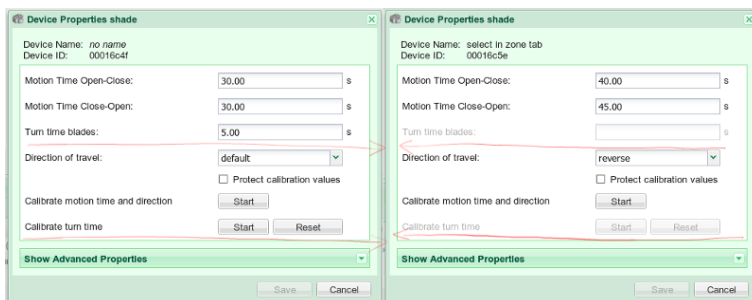 Device Properties shade
Device Name: no name
Device ID: 00016c4f
Motion Time Open-Close: 30.00 s
Motion Time Close-Open: 30.00 s
Turn time blades: 5.00 s
Direction of travel: default
Protect calibration values
Calibrate motion time and direction Start
Calibrate turn time Start Reset
Show Advanced Properties
Save Cancel
Device Properties shade
Device Name: select in zone tab
Device ID: 00016c5e
Motion Time Open-Close: 40.00 s
Motion Time Close-Open: 45.00 s
Turn time blades: s
Direction of travel: reverse
Protect calibration values
Calibrate motion time and direction Start
Calibrate turn time Start Reset
Show Advanced Properties
Save Cancel